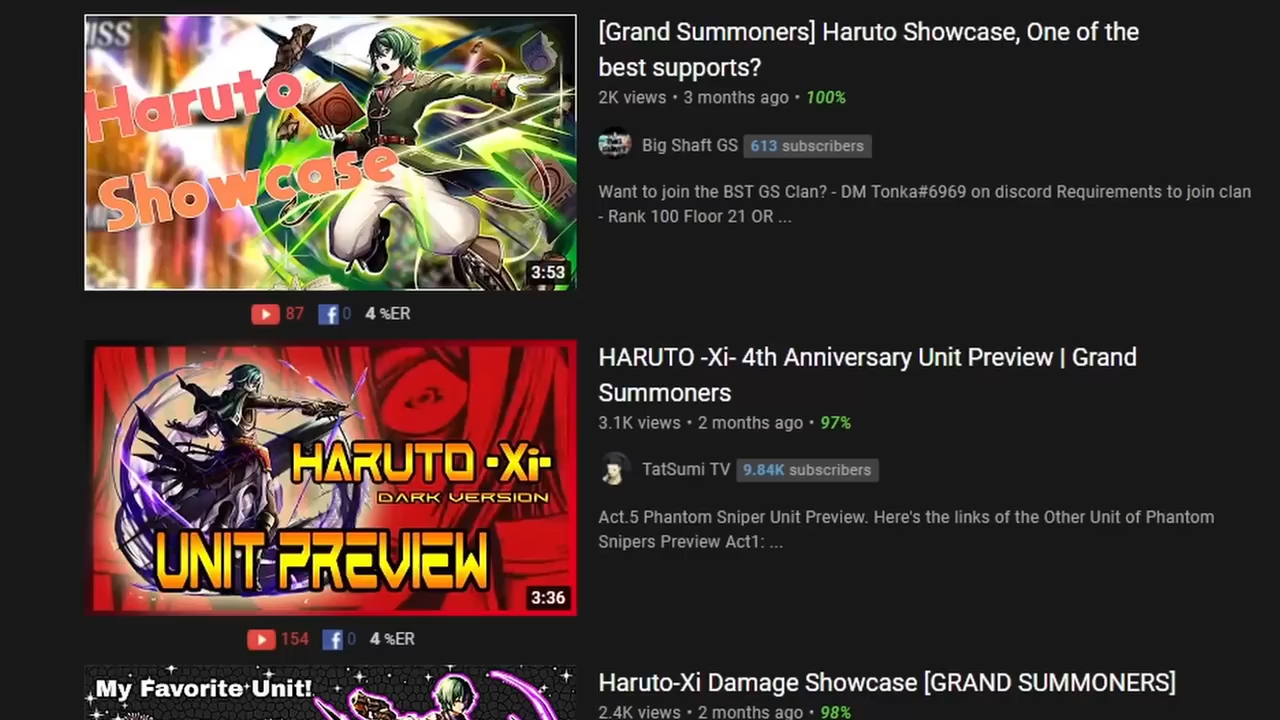 ISS
Haruto
Showcase
3:53
[Grand Summoners] Haruto Showcase, One of the
best supports?
2K views • 3 months ago • 100%
Big Shaft GS 613 subscribers
Want to join the BST GS Clan? - DM Tonka#6969 on discord Requirements to join clan
- Rank 100 Floor 21 OR ...
87 0 4 %ER
HARUTO -Xi-
DARK VERSION
UNIT PREVIEW
3:36
HARUTO -Xi- 4th Anniversary Unit Preview | Grand
Summoners
3.1K views • 2 months ago • 97%
TatSumi TV 9.84K subscribers
Act.5 Phantom Sniper Unit Preview. Here's the links of the Other Unit of Phantom
Snipers Preview Act1: ...
154 0 4 %ER
My Favorite Unit!
Haruto-Xi Damage Showcase [GRAND SUMMONERS]
2.4K views • 2 months ago • 98%